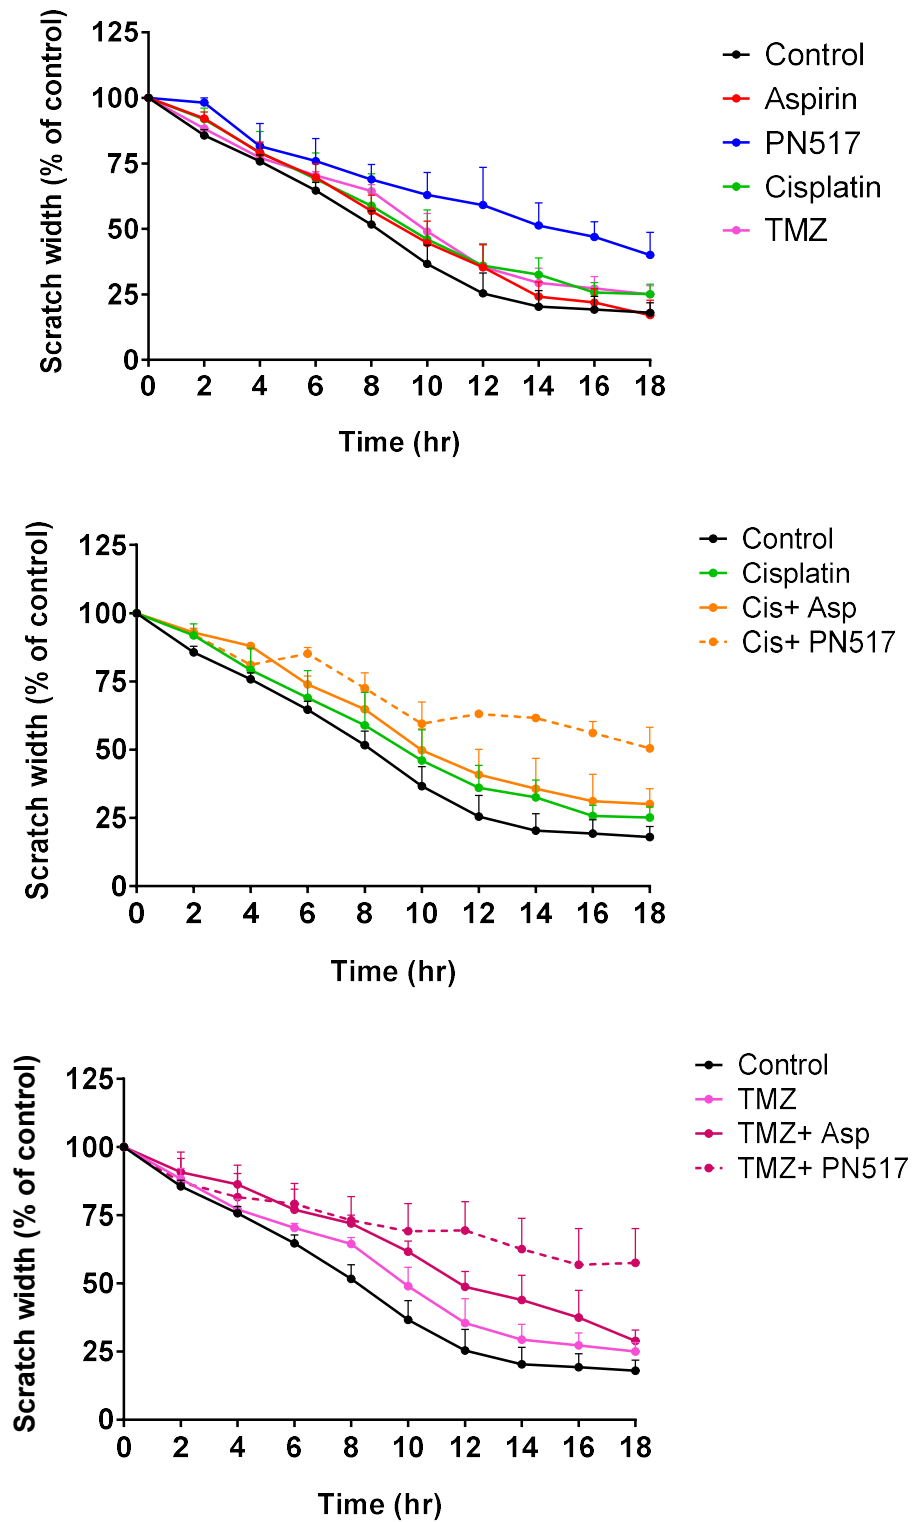 Scratch width (% of control)
125
100
75
50
25
0
0 2 4 6 8 10 12 14 16 18
Time (hr)
Control
Aspirin
PN517
Cisplatin
TMZ
Scratch width (% of control)
125
100
75
50
25
0
0 2 4 6 8 10 12 14 16 18
Time (hr)
Control
Cisplatin
Cis+ Asp
Cis+ PN517
Scratch width (% of control)
125
100
75
50
25
0
0 2 4 6 8 10 12 14 16 18
Time (hr)
Control
TMZ
TMZ+ Asp
TMZ+ PN517